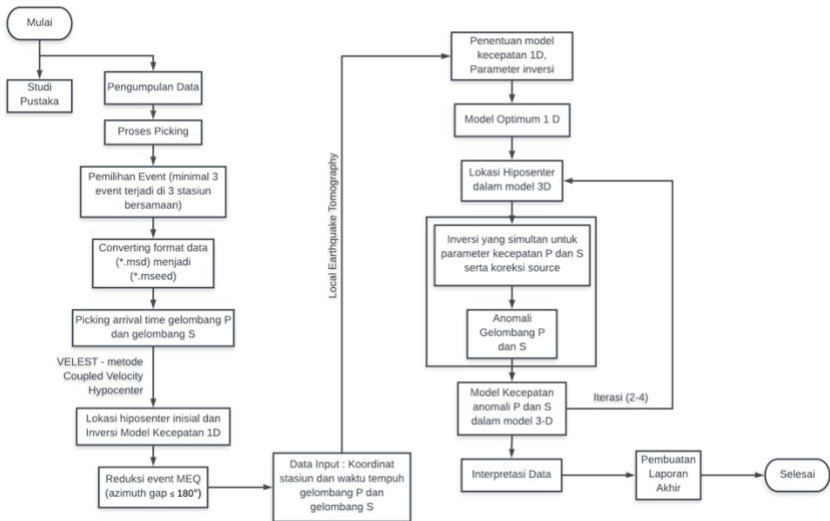 Mulai
Studi
Pustaka
Pengumpulan Data
Proses Picking
Pemilihan Event (minimal 3
event terjadi di 3 stasiun
bersamaan)
Converting format data
(*.msd) menjadi
(*.mseed)
Picking arrival time gelombang P
dan gelombang S
VELEST - metode
Coupled Velocity
Hypocenter
Lokasi hiposenter inisial dan
Inversi Model Kecepatan 1D
Reduksi event MEQ
(azimuth gap ≤ 180°)
Data Input : Koordinat
stasiun dan waktu tempuh
gelombang P dan
gelombang S
Local Earthquake Tomography
Penentuan model
kecepatan 1D,
Parameter inversi
Model Optimum 1 D
Lokasi Hiposenter
dalam model 3D
Inversi yang simultan untuk
parameter kecepatan P dan S
serta koreksi source
Anomali
Gelombang P
dan S
Model Kecepatan
anomali P dan S
dalam model 3-D
Iterasi (2-4)
Interpretasi Data
Pembuatan
Laporan
Akhir
Selesai